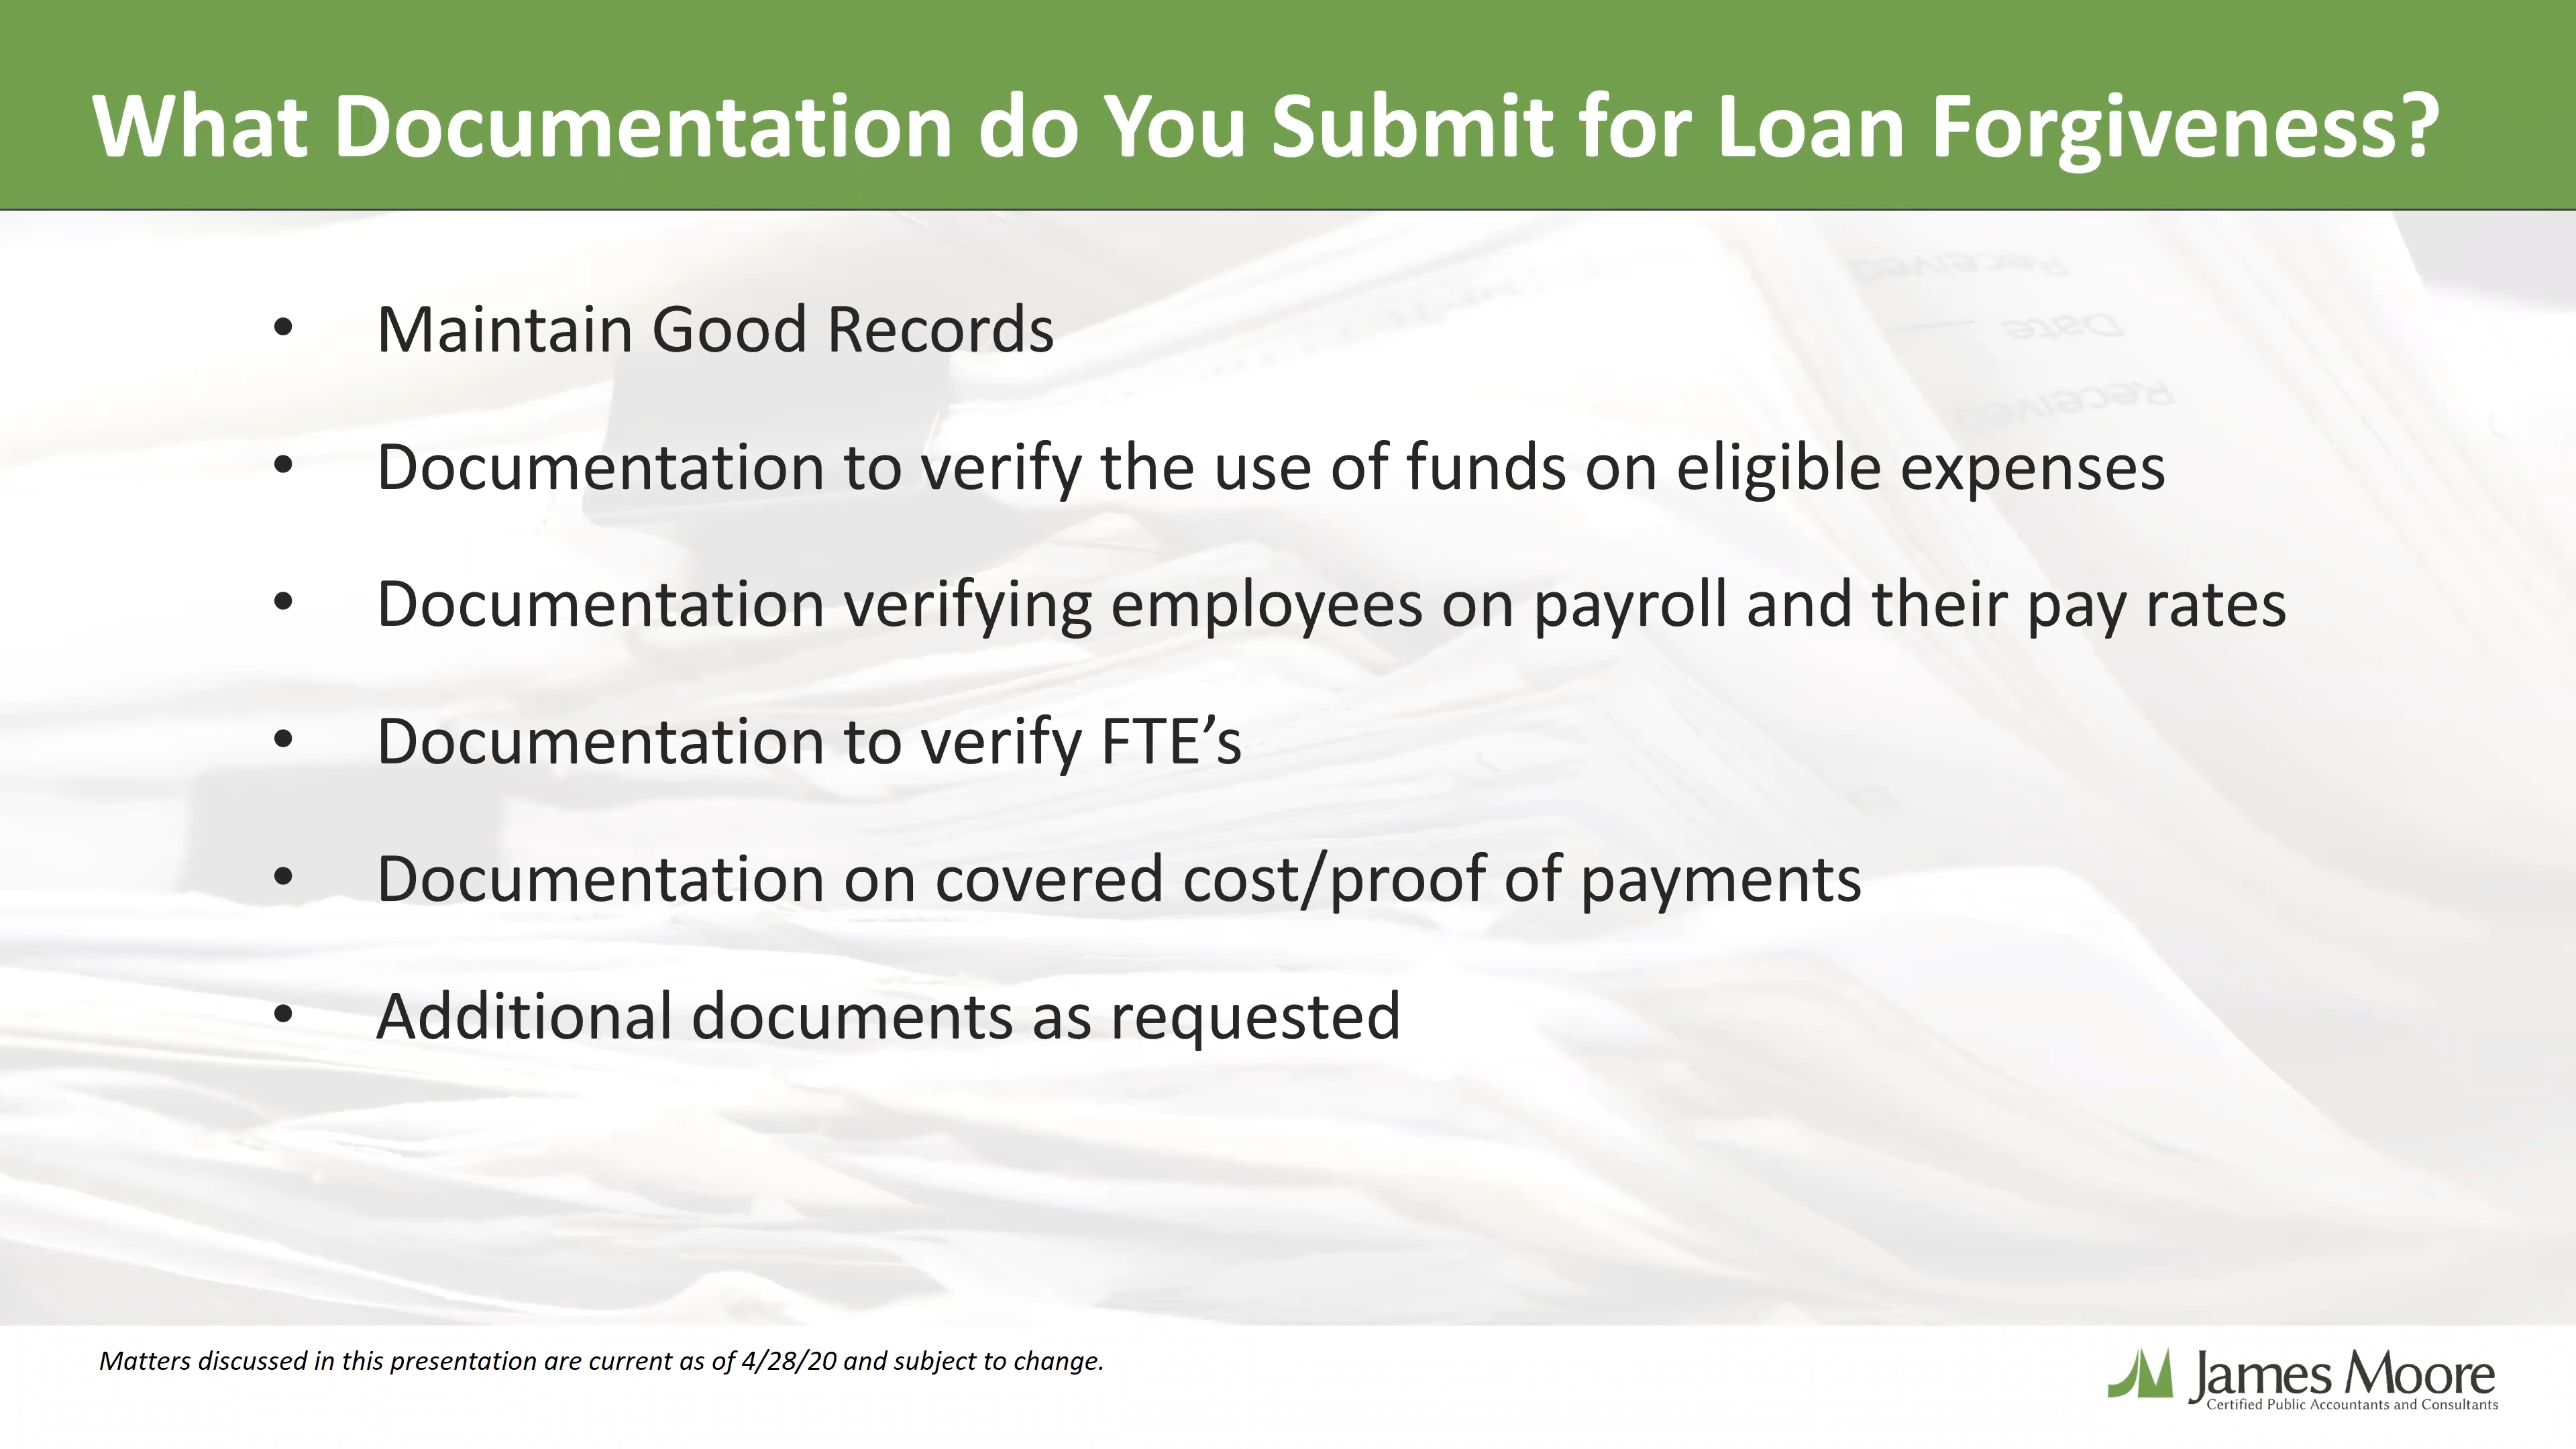 What Documentation do You Submit for Loan Forgiveness?
Received
Date
Received
• Maintain Good Records
• Documentation to verify the use of funds on eligible expenses
• Documentation verifying employees on payroll and their pay rates
• Documentation to verify FTE’s
• Documentation on covered cost/proof of payments
• Additional documents as requested
Matters discussed in this presentation are current as of 4/28/20 and subject to change.
James Moore
Certified Public Accountants and Consultants